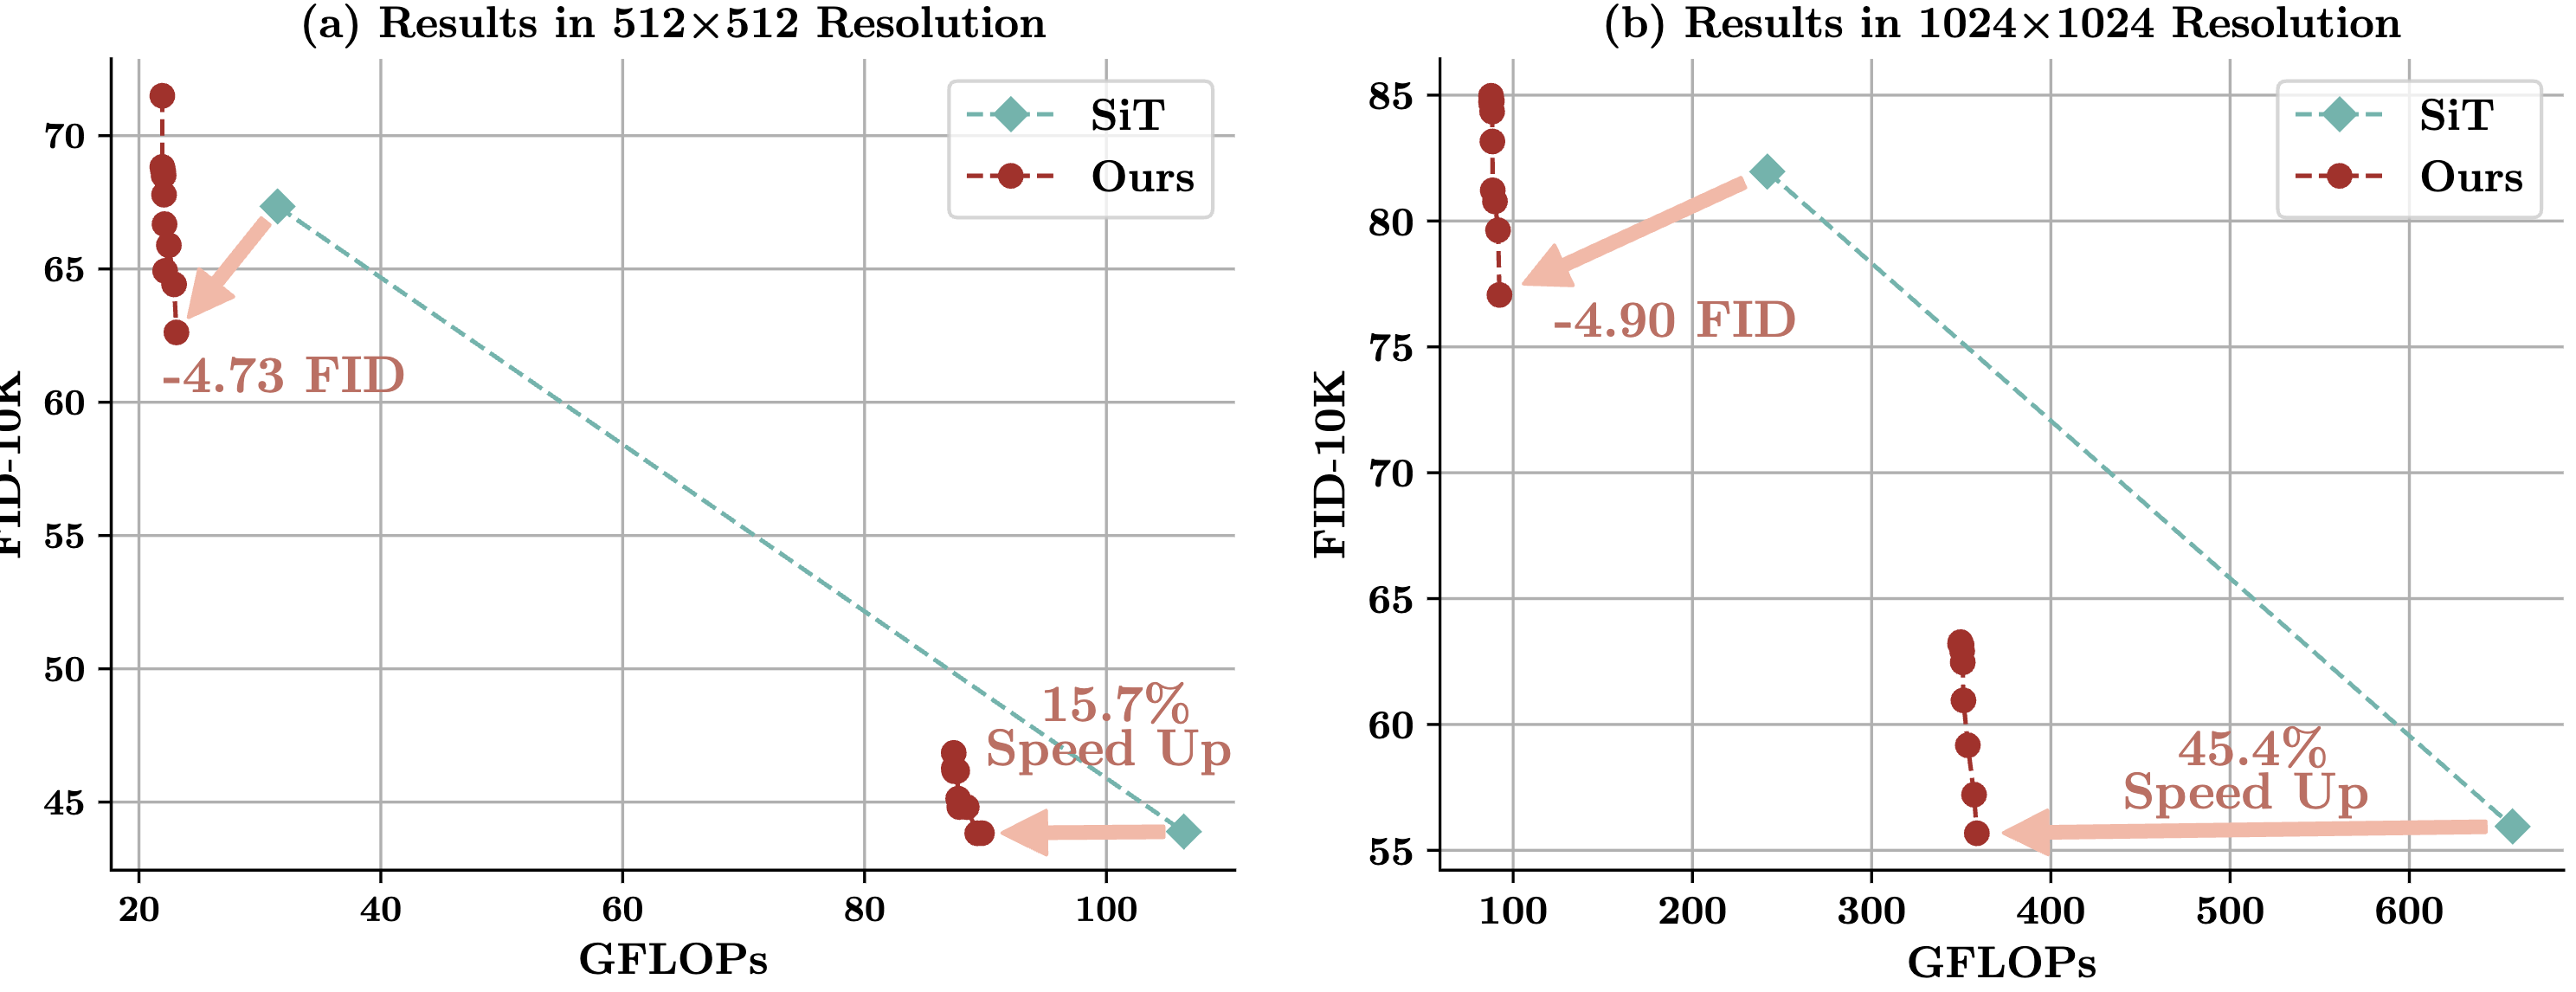 (a) Results in 512×512 Resolution
FID-10K
70
65
60
55
50
45
20 40 60 80 100
GFLOPs
SiT
Ours
-4.73 FID
15.7%
Speed Up
(b) Results in 1024×1024 Resolution
FID-10K
85
80
75
70
65
60
55
100 200 300 400 500 600
GFLOPs
SiT
Ours
-4.90 FID
45.4%
Speed Up